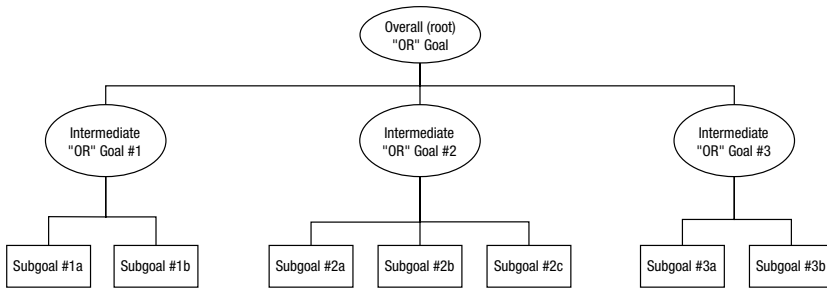 Overall (root)
"OR" Goal
Intermediate
"OR" Goal #1
Intermediate
"OR" Goal #2
Intermediate
"OR" Goal #3
Subgoal #1a
Subgoal #1b
Subgoal #2a
Subgoal #2b
Subgoal #2c
Subgoal #3a
Subgoal #3b